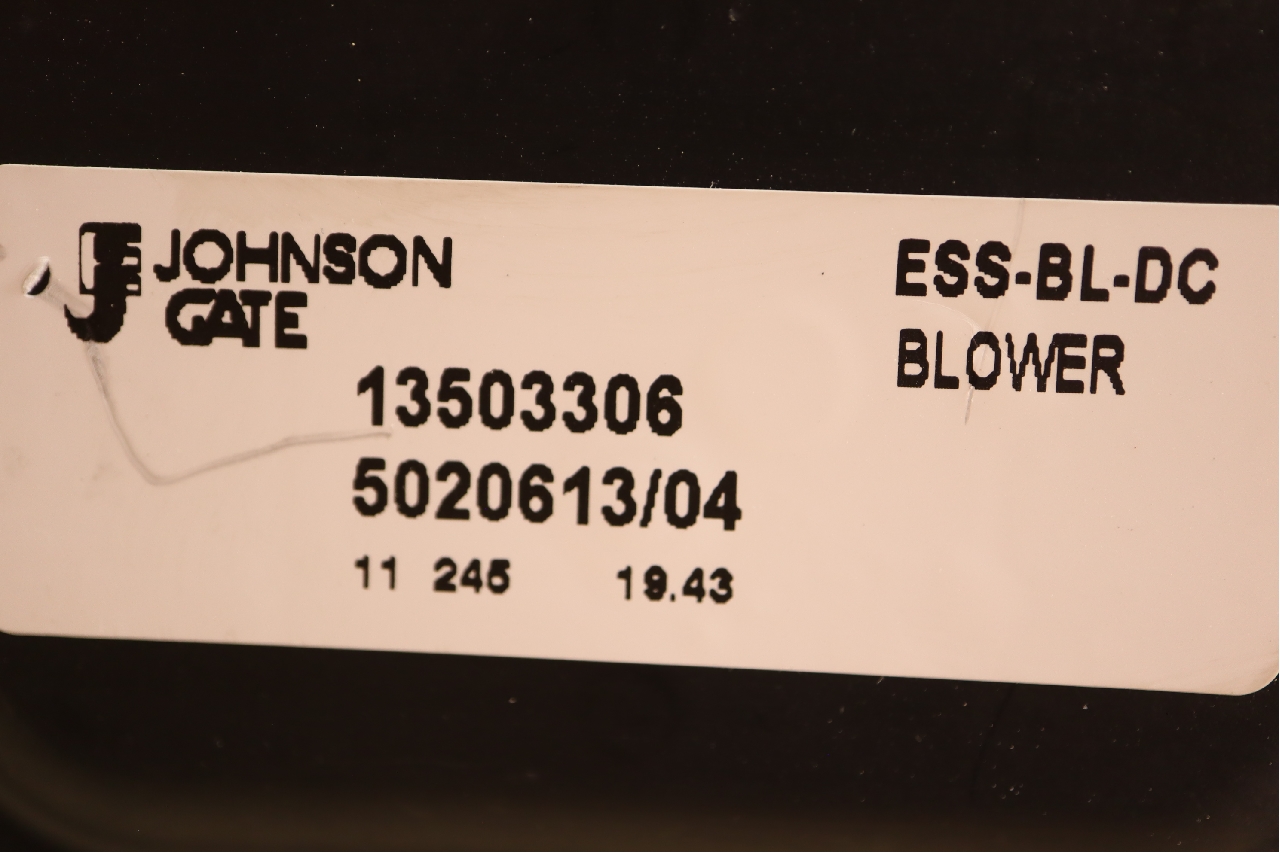 JOHNSON
GATE
ESS-BL-DC
BLOWER
13503306
5020613/04
11 245 19.43